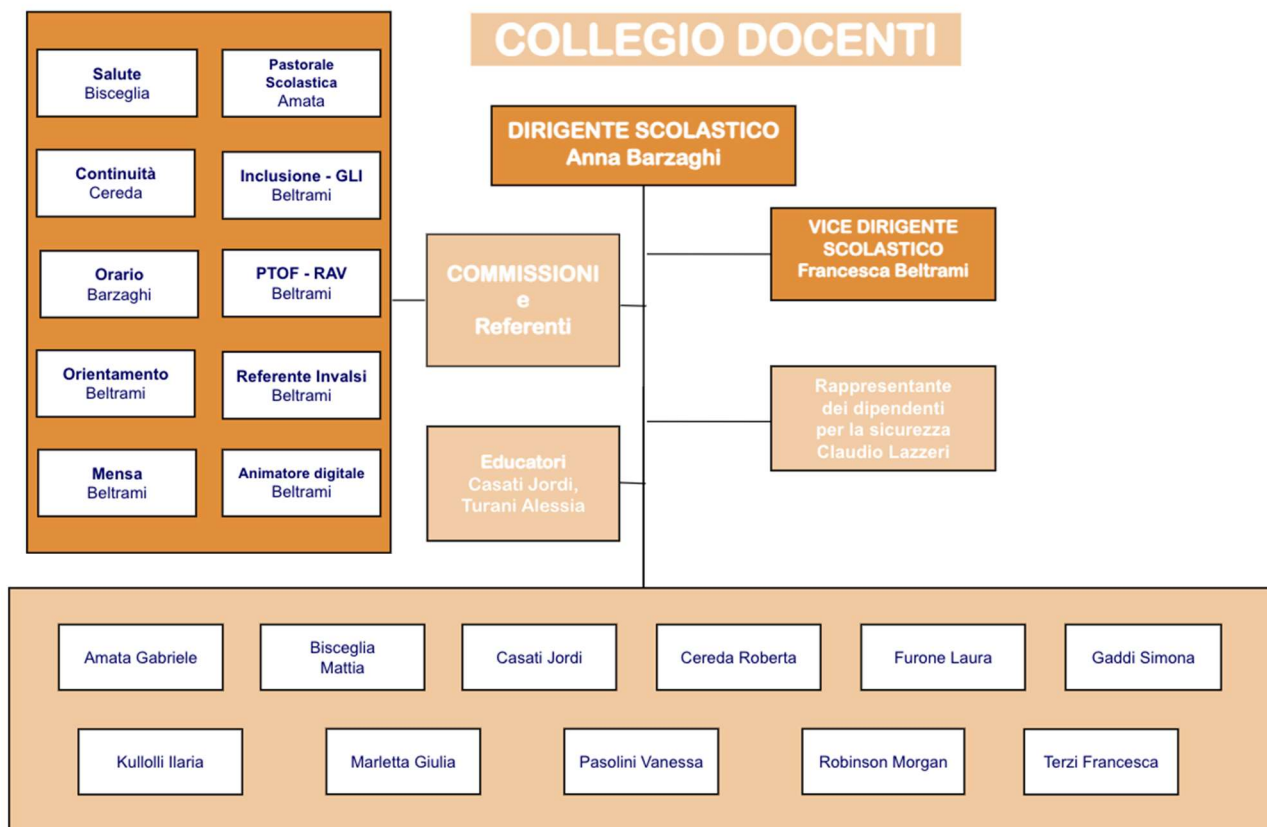 COLLEGIO DOCENTI
DIRIGENTE SCOLASTICO
Anna Barzaghi
VICE DIRIGENTE
SCOLASTICO
Francesca Beltrami
COMMISSIONI
e
Referenti
Salute
Bisceglia
Pastorale
Scolastica
Amata
Continuità
Cereda
Inclusione - GLI
Beltrami
Orario
Barzaghi
PTOF - RAV
Beltrami
Orientamento
Beltrami
Referente Invalsi
Beltrami
Mensa
Beltrami
Animatore digitale
Beltrami
Rappresentante
dei dipendenti
per la sicurezza
Claudio Lazzeri
Educatori
Casati Jordi,
Turani Alessia
Amata Gabriele
Bisceglia
Mattia
Casati Jordi
Cereda Roberta
Furone Laura
Gaddi Simona
Kullolli Ilaria
Marletta Giulia
Pasolini Vanessa
Robinson Morgan
Terzi Francesca